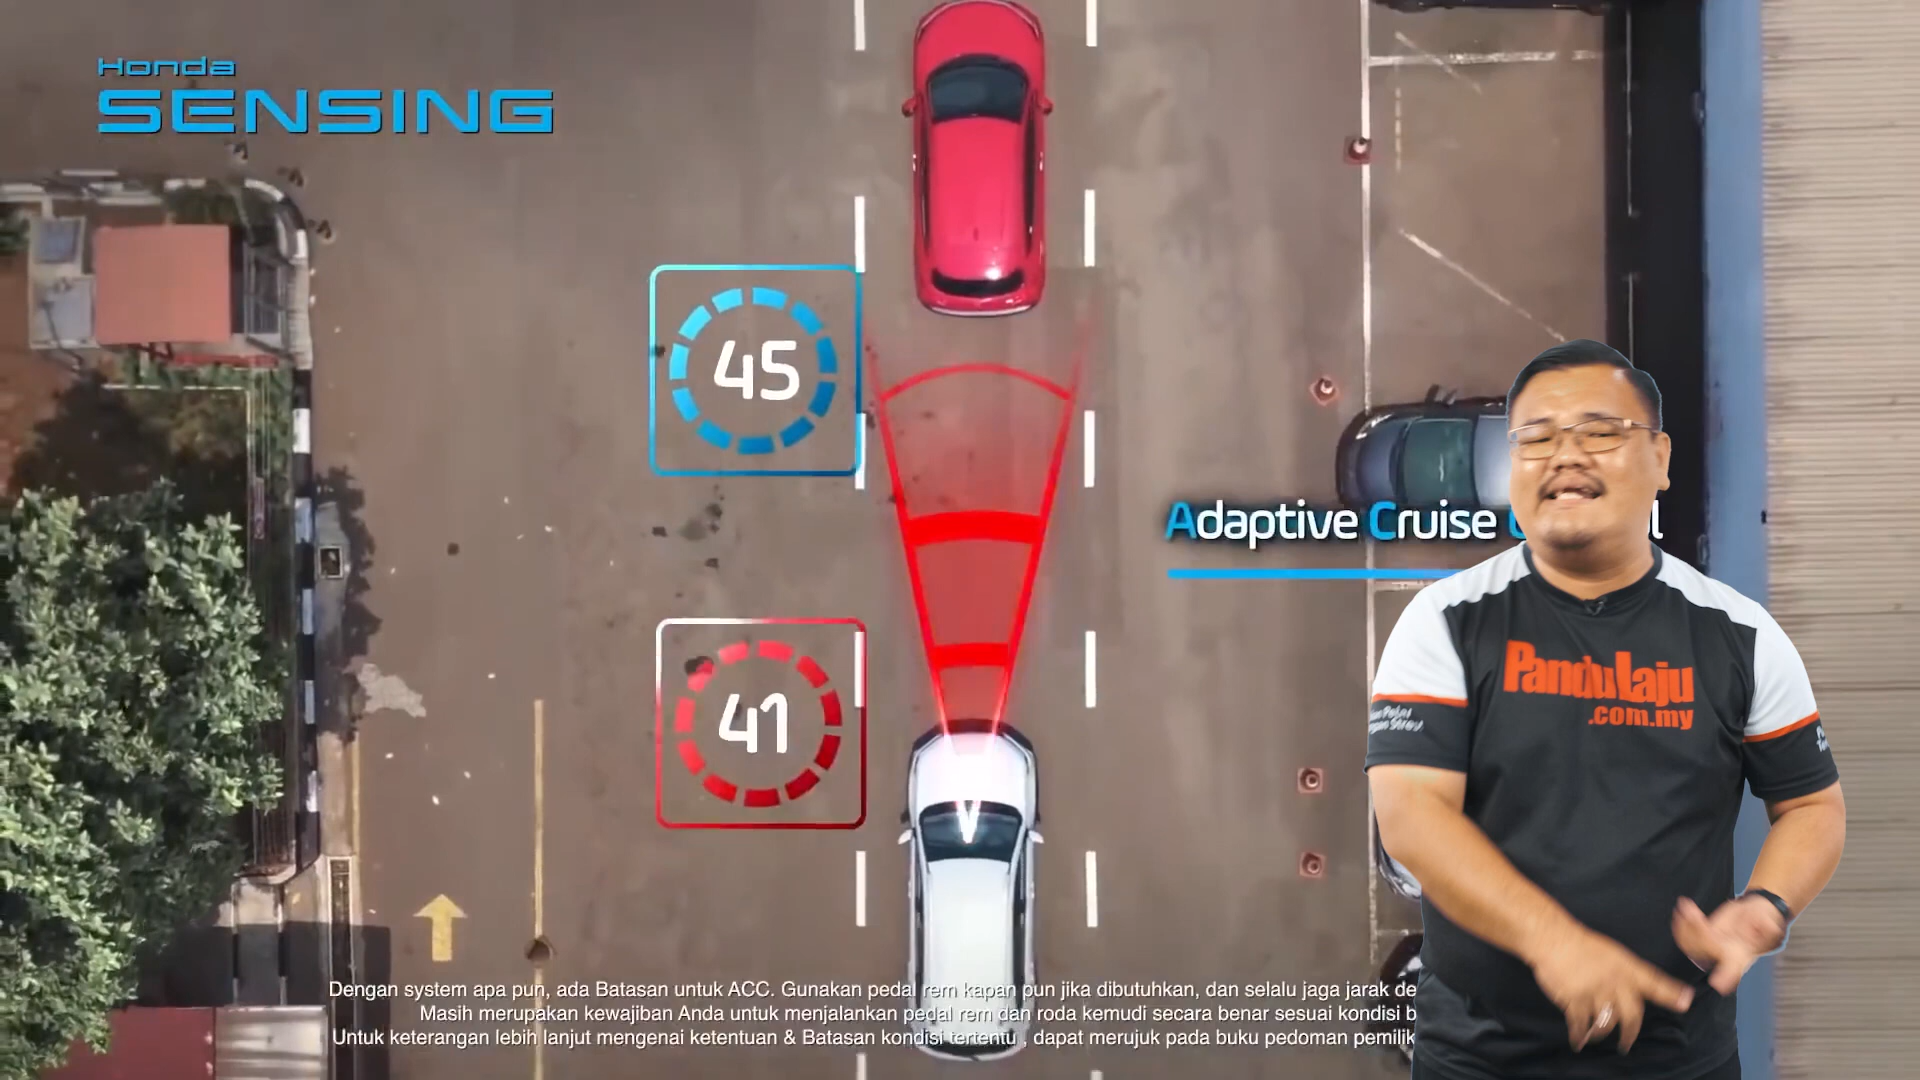 Honda
SENSING
45
Adaptive Cruise
41
PanduLaju
.com.my
Dengan system apa pun, ada Batasan untuk ACC. Gunakan pedal rem kapan pun jika dibutuhkan, dan selalu jaga jarak de
Masih merupakan kewajiban Anda untuk menjalankan pedal rem dan roda kemudi secara benar sesuai kondisi b
Untuk keterangan lebih lanjut mengenai ketentuan & Batasan kondisi tertentu , dapat merujuk pada buku pedoman pemilik